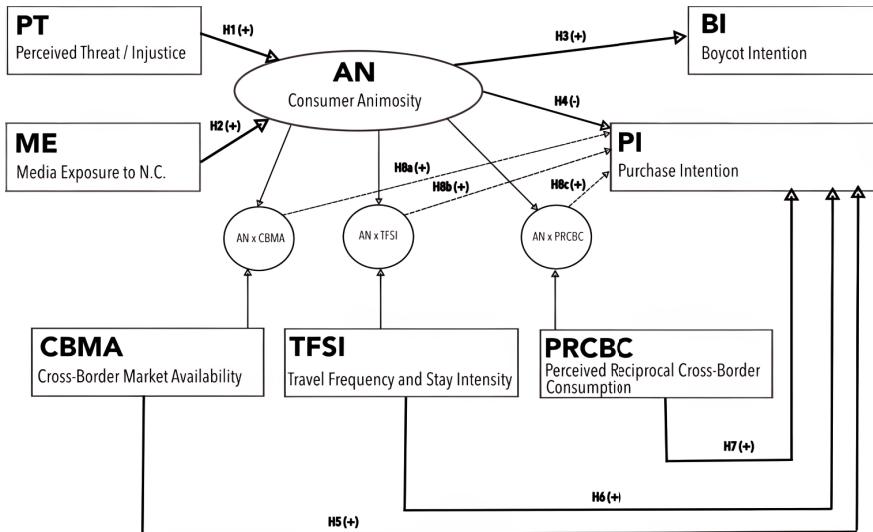 PT
Perceived Threat / Injustice
H1 (+)
AN
Consumer Animosity
H3 (+)
BI
Boycot Intention
H4 (-)
ME
Media Exposure to N.C.
H2 (+)
PI
Purchase Intention
H8a (+)
H8b (+)
H8c (+)
AN x CBMA
AN x TFSI
AN x PRCBC
CBMA
Cross-Border Market Availability
TFSI
Travel Frequency and Stay Intensity
PRCBC
Perceived Reciprocal Cross-Border
Consumption
H7 (+)
H6 (+)
H5 (+)